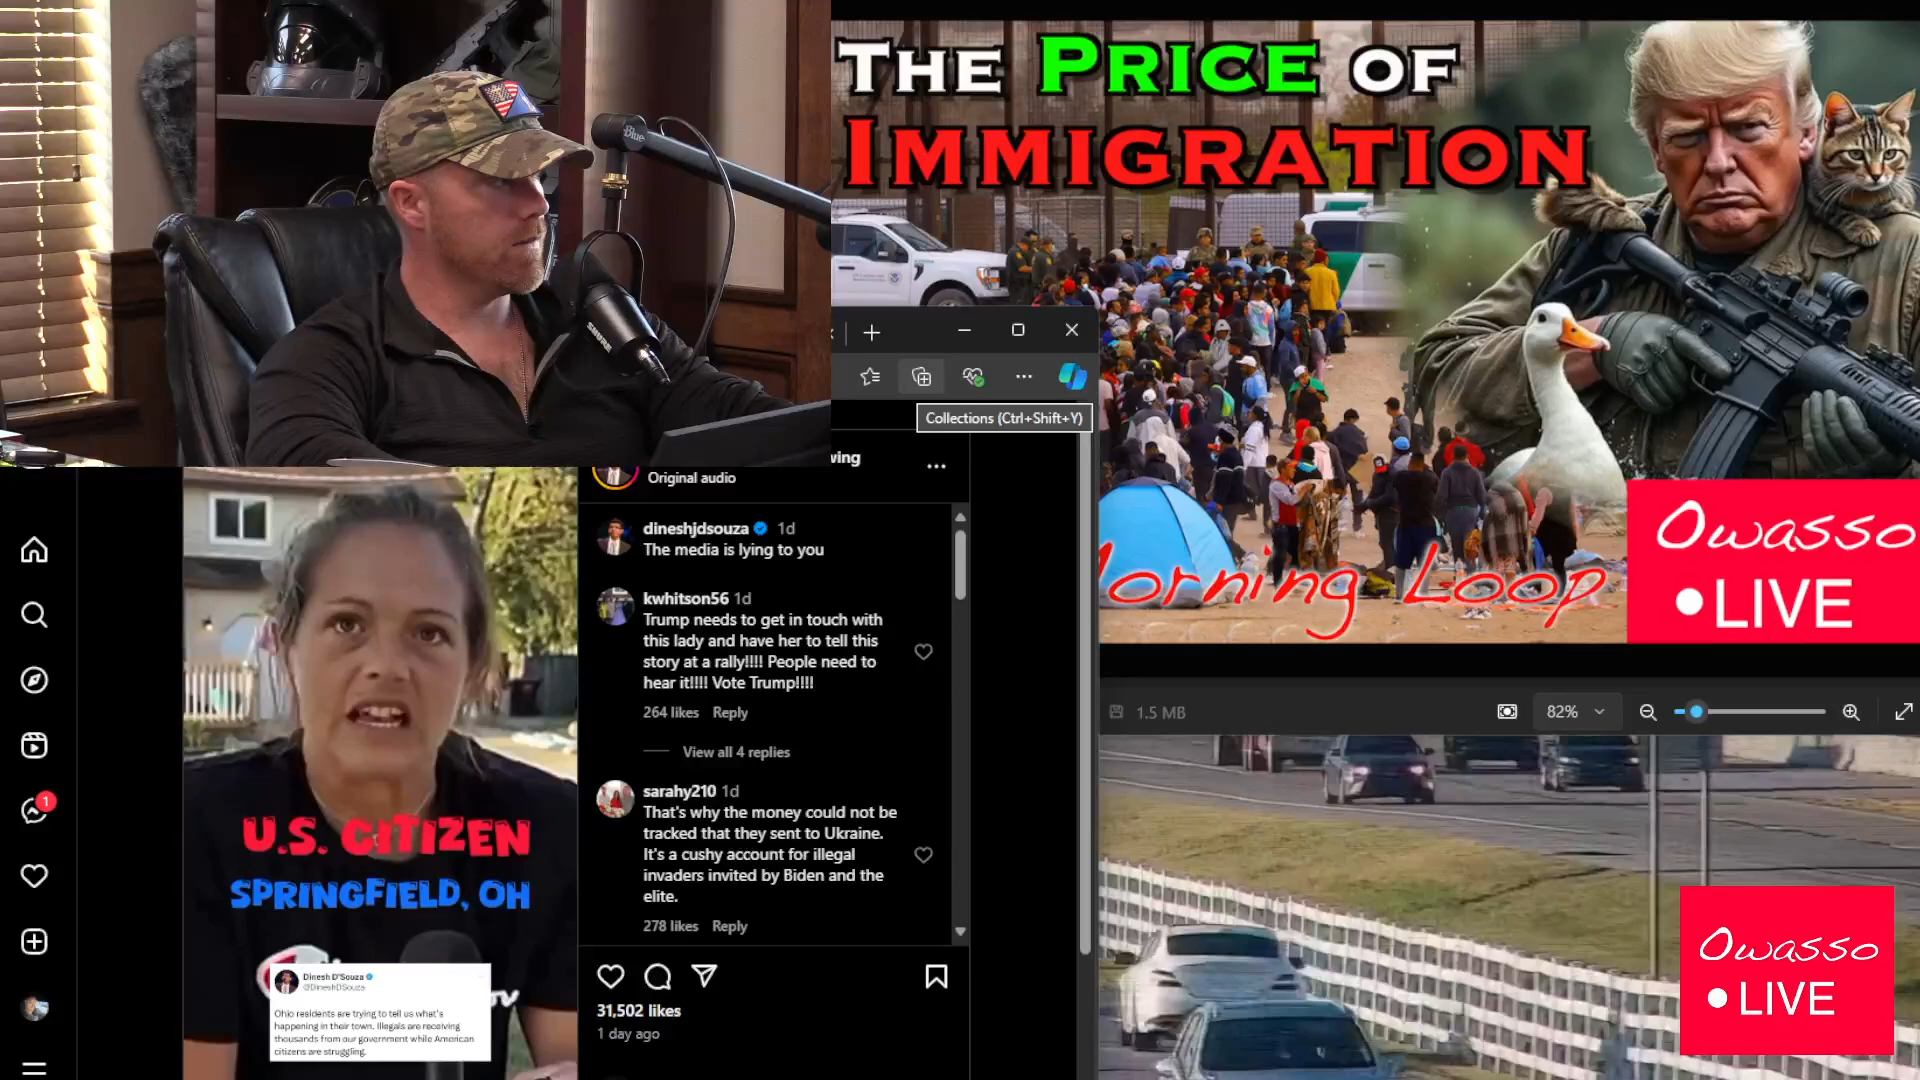 THE PRICE OF
IMMIGRATION
Blue
SHURE
Collections (Ctrl+Shift+Y)
Original audio
dineshjdsouza 1d
The media is lying to you
kwhitson56 1d
Trump needs to get in touch with
this lady and have her to tell this
story at a rally!!!! People need to
hear it!!!! Vote Trump!!!!
264 likes Reply
View all 4 replies
sarahy210 1d
That's why the money could not be
tracked that they sent to Ukraine.
It's a cushy account for illegal
invaders invited by Biden and the
elite.
278 likes Reply
31,502 likes
1 day ago
1
U.S. CITIZEN
SPRINGFIELD, OH
Dinesh D'Souza
@DineshDSouza
Ohio residents are trying to tell us what's
happening in their town. Illegals are receiving
thousands from our government while American
citizens are struggling.
orning Loop
Owasso
LIVE
1.5 MB
82%
Owasso
LIVE